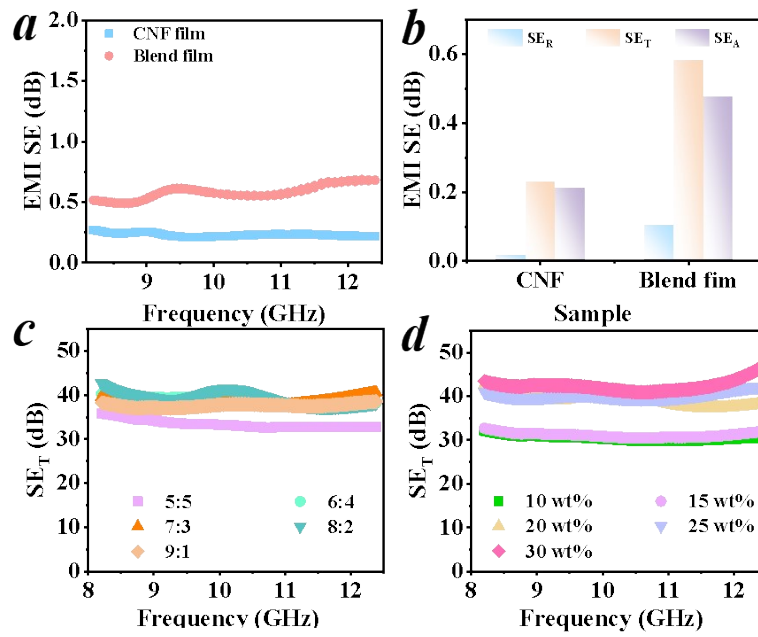 a
2.0
1.5
1.0
0.5
0.0
EMI SE (dB)
CNF film
Blend film
9 10 11 12
Frequency (GHz)
b
0.6
0.4
0.2
0.0
EMI SE (dB)
SER SET SEA
CNF Blend fim
Sample
c
50
40
30
20
10
0
SET (dB)
5:5 6:4
7:3 8:2
9:1
8 9 10 11 12
Frequency (GHz)
d
50
40
30
20
10
0
SET (dB)
10 wt% 15 wt%
20 wt% 25 wt%
30 wt%
8 9 10 11 12
Frequency (GHz)